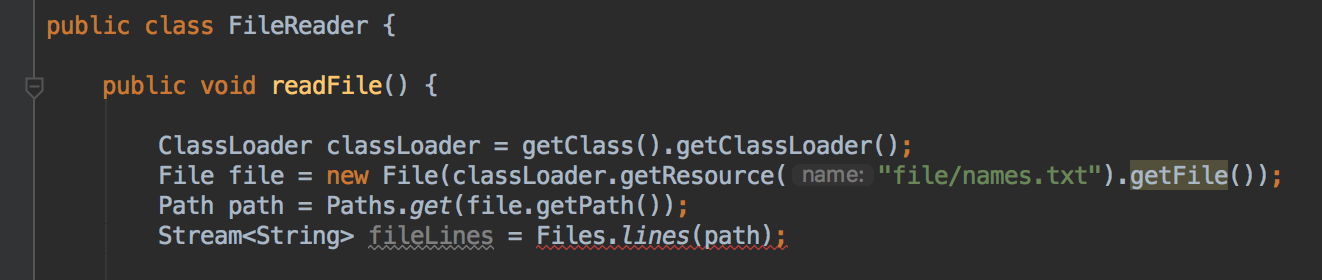 public class FileReader {
public void readFile() {
ClassLoader classLoader = getClass().getClassLoader();
File file = new File(classLoader.getResource( name: "file/names.txt").getFile());
Path path = Paths.get(file.getPath());
Stream<String> fileLines = Files.lines(path);